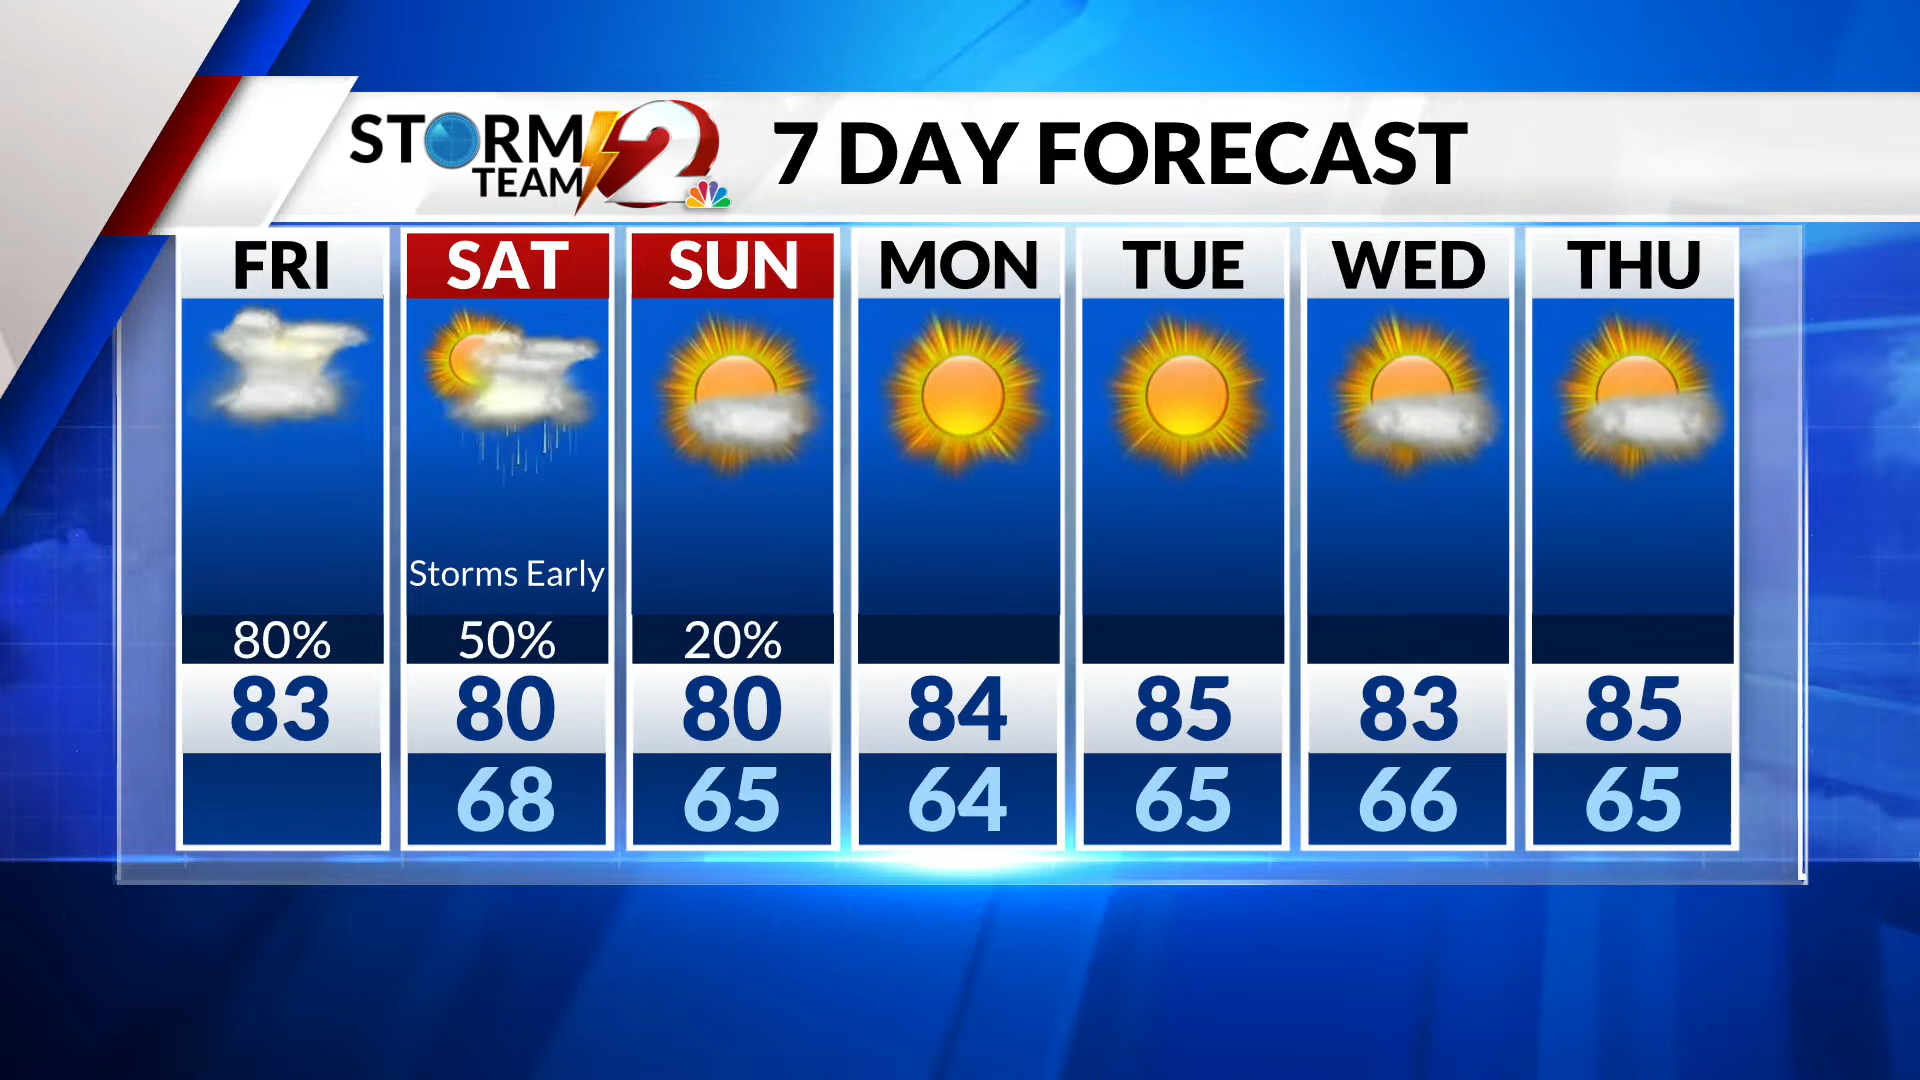 STORM
TEAM 2
7 DAY FORECAST
FRI SAT SUN MON TUE WED THU
Storms Early
80% 50% 20%
83 80 80 84 85 83 85
68 65 64 65 66 65